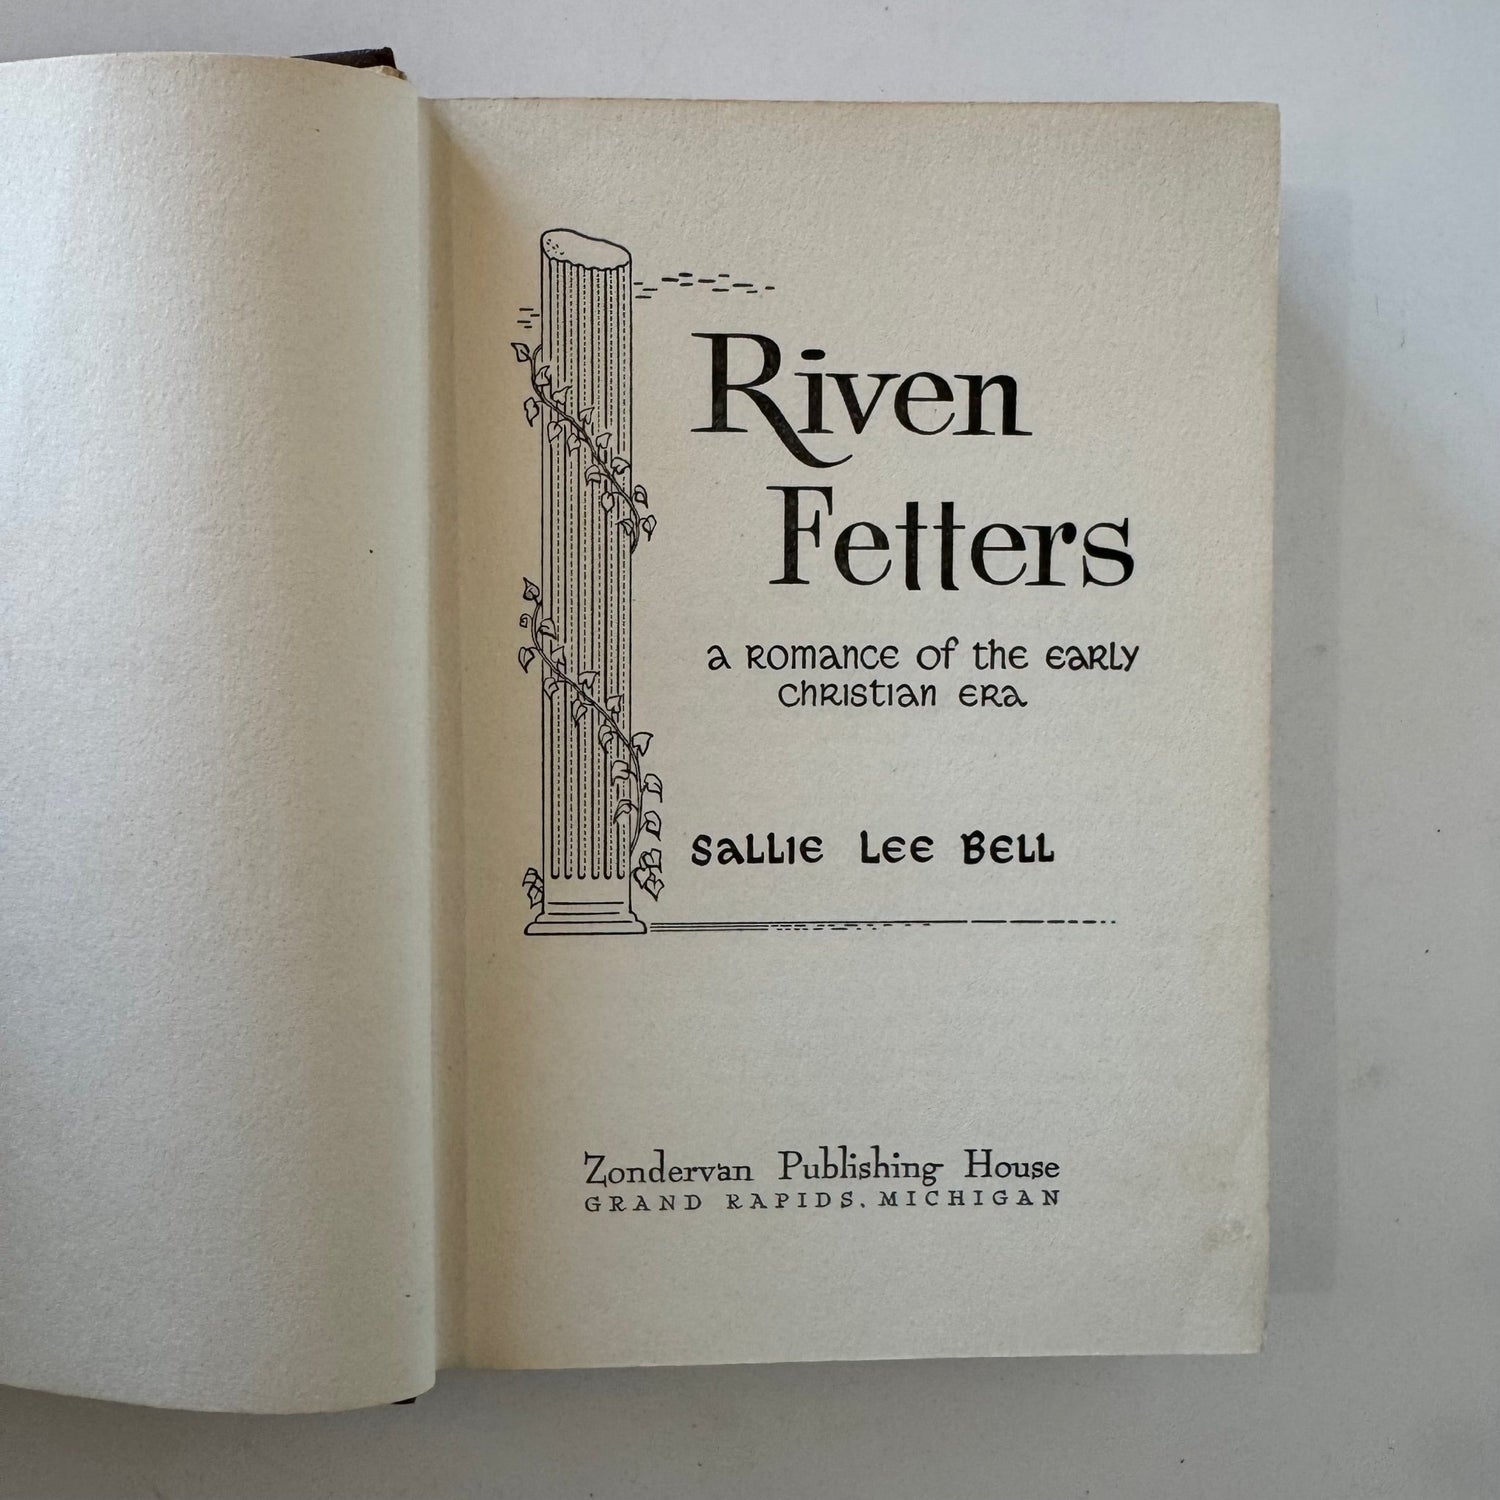 Riven
Fetters
a Romance of the Early
Christian Era
Sallie Lee Bell
Zondervan Publishing House
GRAND RAPIDS, MICHIGAN